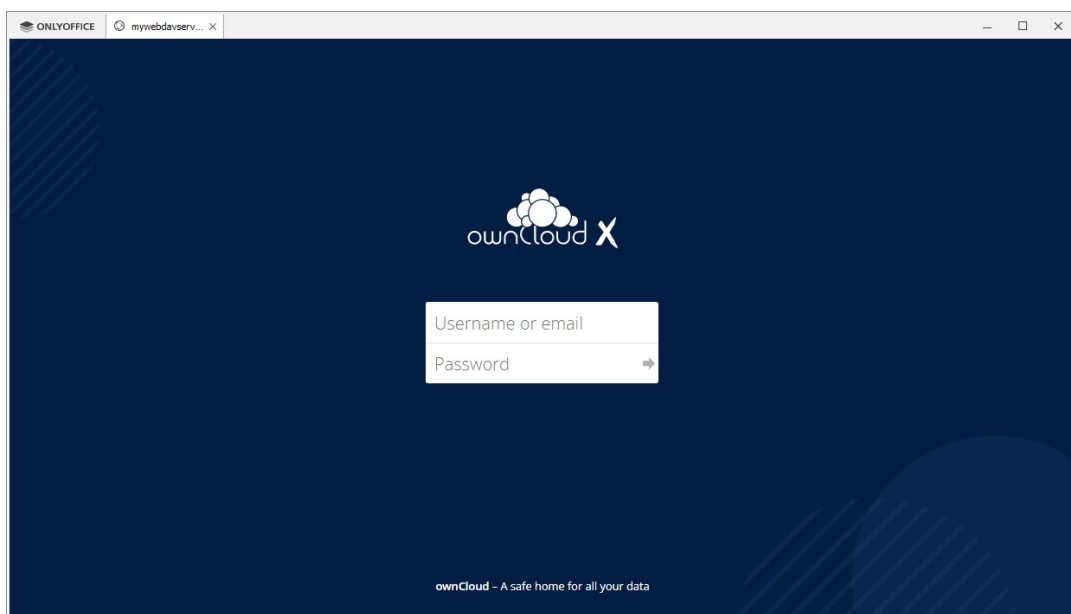 ONLYOFFICE
mywebdavserv...
ownCloud X
Username or email
Password
ownCloud – A safe home for all your data